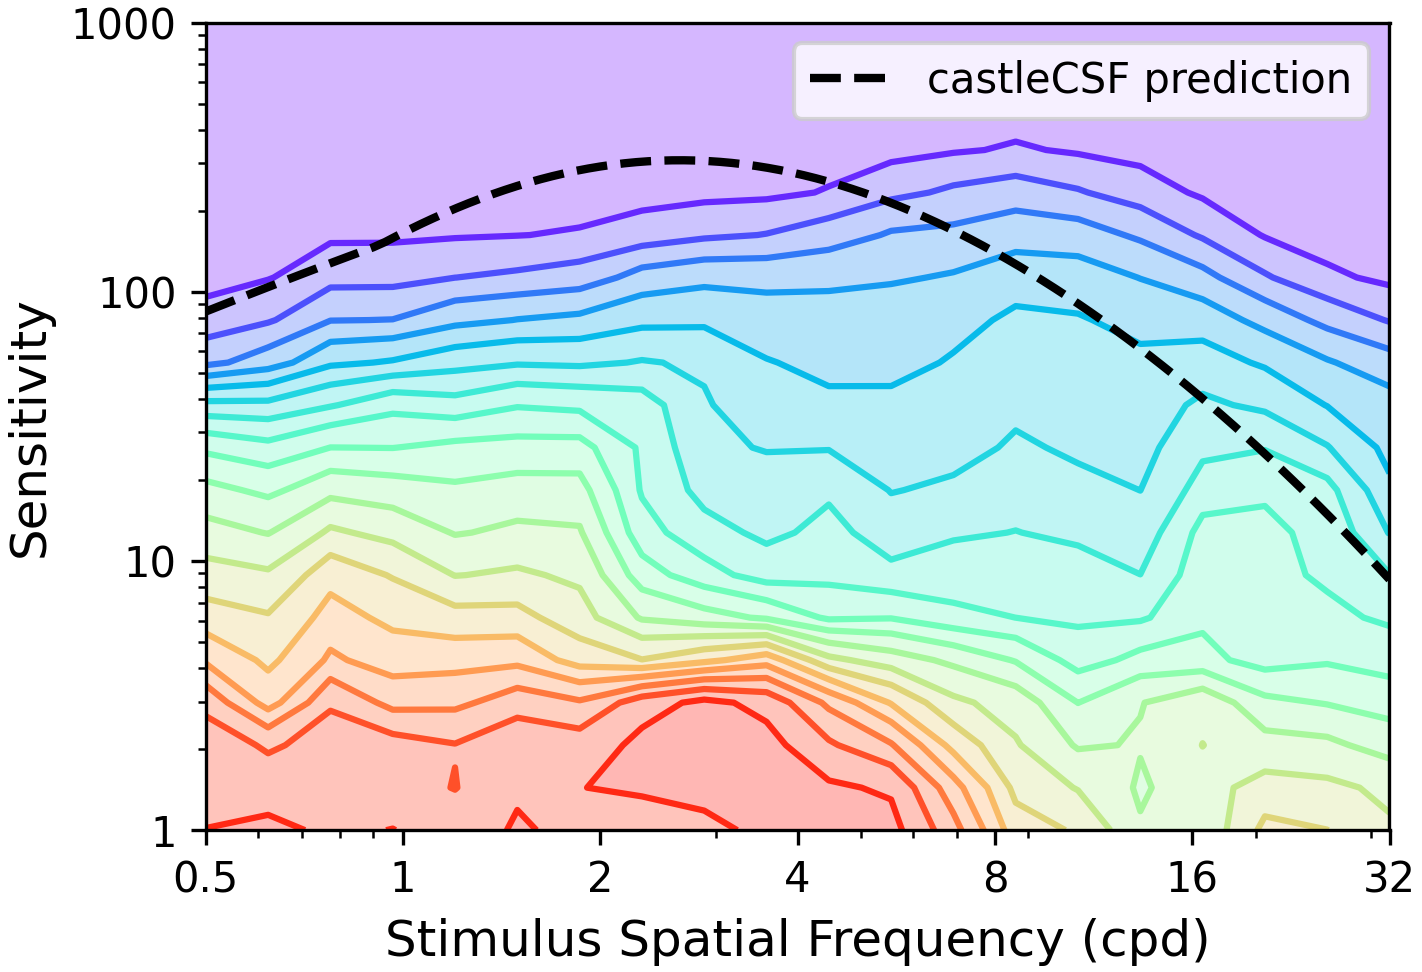 castleCSF prediction
Sensitivity
1000
100
10
1
0.5 1 2 4 8 16 32
Stimulus Spatial Frequency (cpd)